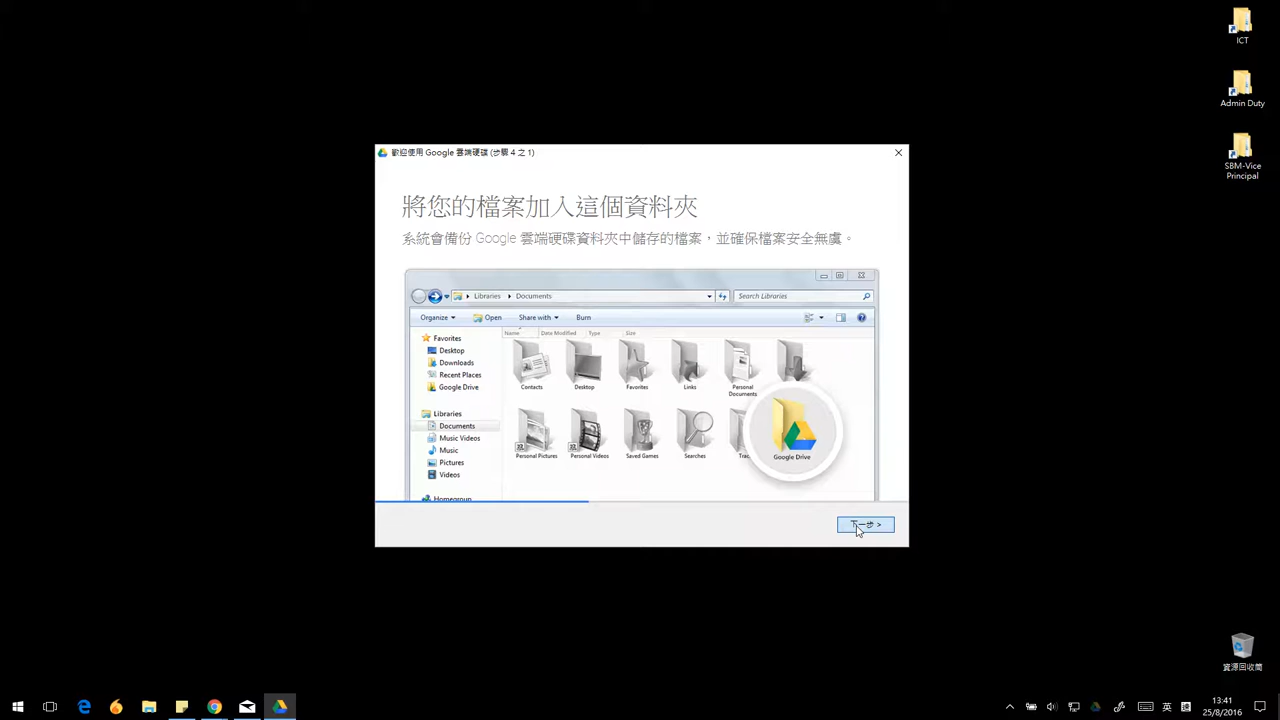 ICT
Admin Duty
SBM-Vice
Principal
歡迎使用 Google 雲端硬碟 (步驟 4 之 1)
將您的檔案加入這個資料夾
系統會備份 Google 雲端硬碟資料夾中儲存的檔案，並確保檔案安全無虞。
Libraries Documents Search Libraries
Organize Open Share with Burn
Name Date Modified Type Size
Favorites
Desktop
Downloads
Recent Places
Google Drive
Libraries
Documents
Music Videos
Music
Pictures
Videos
Homegroup
Contacts Desktop Favorites Links Personal
Documents
Personal Pictures Personal Videos Saved Games Searches Trac
Google Drive
下一步 >
資源回收筒
英
13:41
25/8/2016